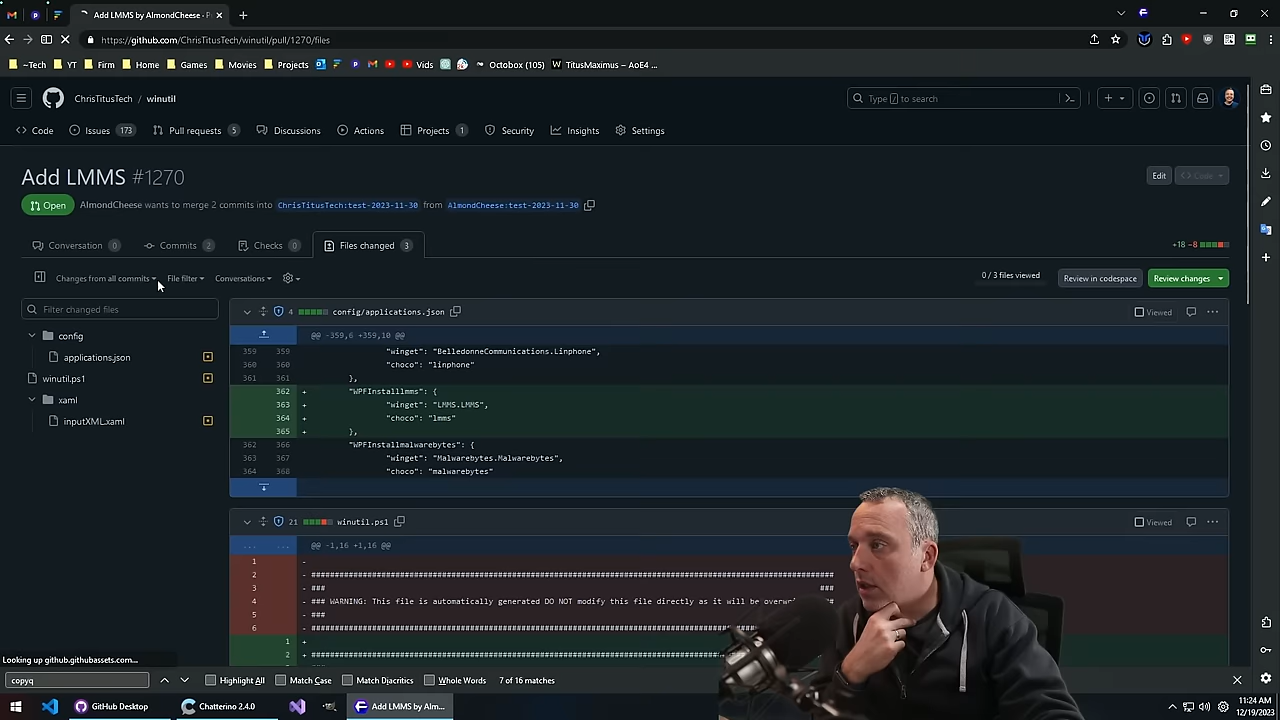 Add LMMS by AlmondCheese · P
https://github.com/ChrisTitusTech/winutil/pull/1270/files
~Tech YT Firm Home Games Movies Projects Vids Octobox (105) TitusMaximus – AoE4 ...
ChrisTitusTech / winutil
Type / to search
Code Issues 173 Pull requests 5 Discussions Actions Projects 1 Security Insights Settings
Add LMMS #1270
Edit
Code
Open AlmondCheese wants to merge 2 commits into ChrisTitusTech:test-2023-11-30 from AlmondCheese:test-2023-11-30
Conversation 0 Commits 2 Checks 0 Files changed 3
+18 −8
Changes from all commits File filter Conversations
0 / 3 files viewed
Review in codespace
Review changes
Filter changed files
config
applications.json
winutil.ps1
xaml
inputXML.xaml
4 config/applications.json
Viewed
@@ -359,6 +359,10 @@
359 359 "winget": "BelledonneCommunications.Linphone",
360 360 "choco": "linphone"
361 361 },
362 + "WPFInstalllmms": {
363 + "winget": "LMMS.LMMS",
364 + "choco": "lmms"
365 + },
362 366 "WPFInstallmalwarebytes": {
363 367 "winget": "Malwarebytes.Malwarebytes",
364 368 "choco": "malwarebytes"
21 winutil.ps1
Viewed
... ... @@ -1,16 +1,16 @@
1 -
2 - ################################################################################################################
3 - ### ###
4 - ### WARNING: This file is automatically generated DO NOT modify this file directly as it will be
5 - ###
6 - ################################################################################
1 +
2 + ################################################################################
Looking up github.githubassets.com...
copyq
Highlight All Match Case Match Diacritics Whole Words 7 of 16 matches
GitHub Desktop
Chatterino 2.4.0
Add LMMS by Almo...
11:24 AM
12/19/2023